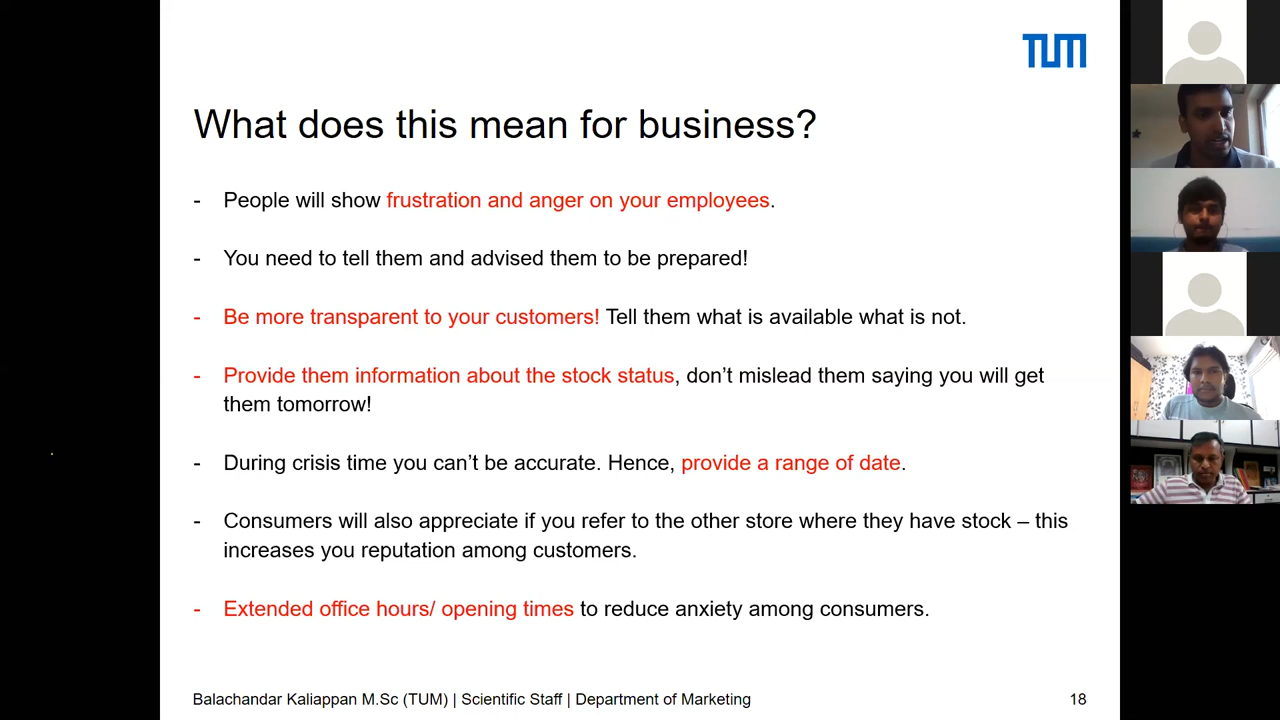 TUM
What does this mean for business?
- People will show frustration and anger on your employees.
- You need to tell them and advised them to be prepared!
- Be more transparent to your customers! Tell them what is available what is not.
- Provide them information about the stock status, don’t mislead them saying you will get
them tomorrow!
- During crisis time you can’t be accurate. Hence, provide a range of date.
- Consumers will also appreciate if you refer to the other store where they have stock – this
increases you reputation among customers.
- Extended office hours/ opening times to reduce anxiety among consumers.
Balachandar Kaliappan M.Sc (TUM) | Scientific Staff | Department of Marketing
18